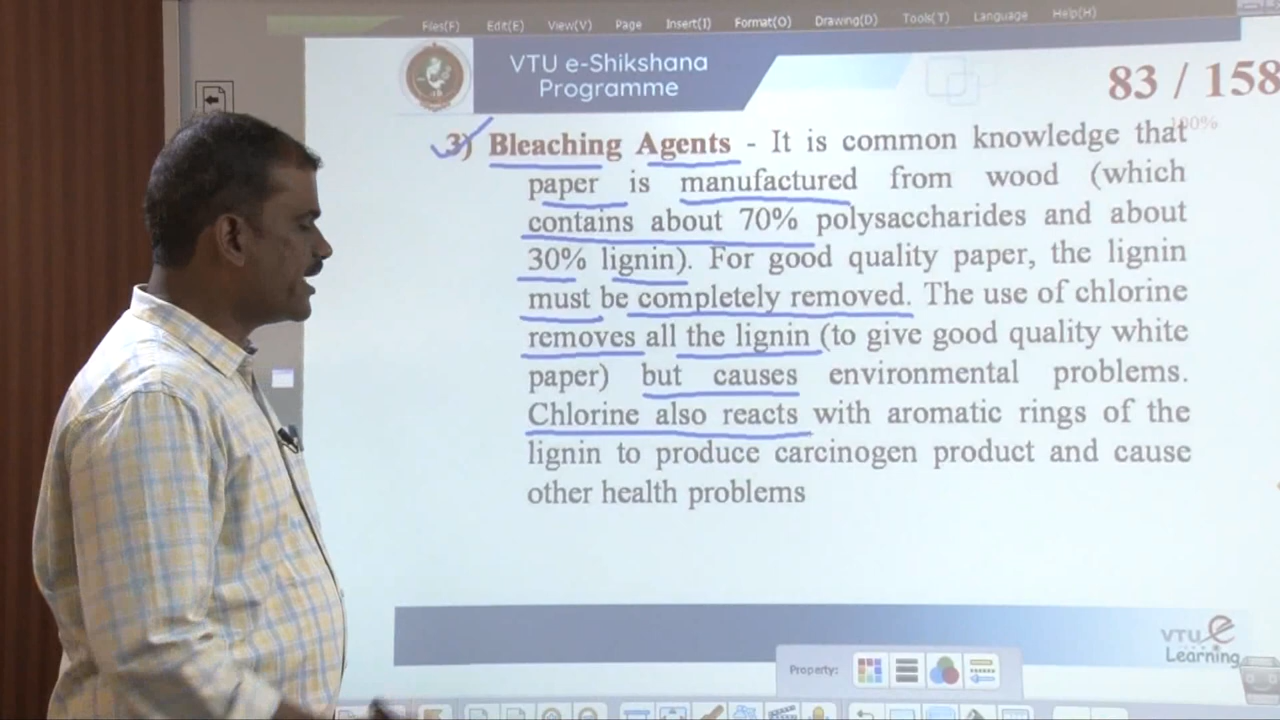 Files(F) Edit(E) View(V) Page Insert(I) Format(O) Drawing(D) Tools(T) Language Help(H)
VTU e-Shikshana
Programme
83 / 158
100%
3) Bleaching Agents - It is common knowledge that
paper is manufactured from wood (which
contains about 70% polysaccharides and about
30% lignin). For good quality paper, the lignin
must be completely removed. The use of chlorine
removes all the lignin (to give good quality white
paper) but causes environmental problems.
Chlorine also reacts with aromatic rings of the
lignin to produce carcinogen product and cause
other health problems
VTU e
Learning
Property: